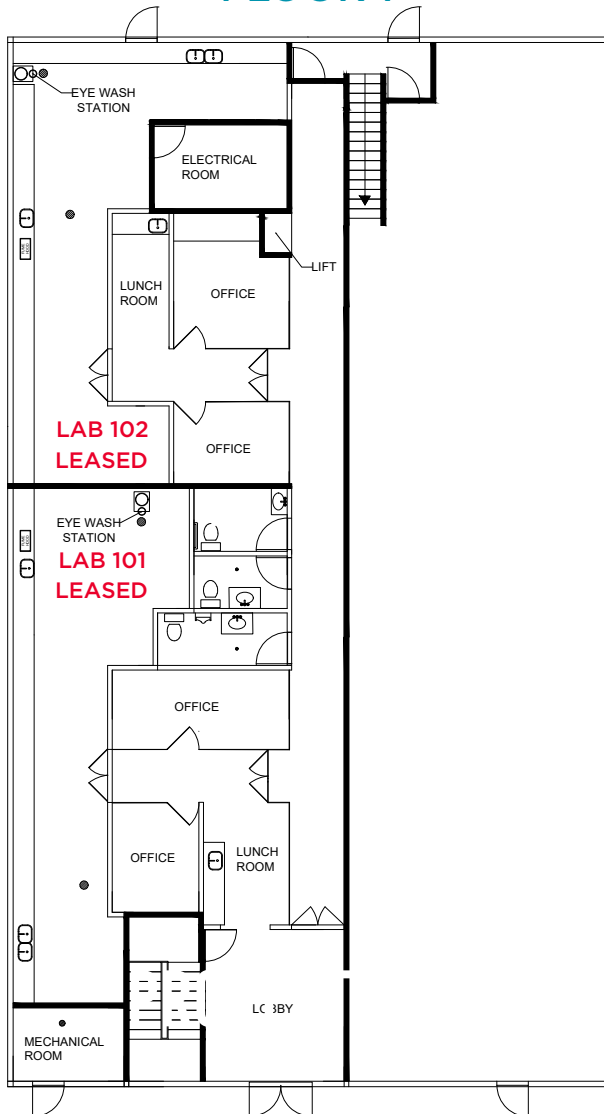 EYE WASH
STATION
ELECTRICAL
ROOM
LIFT
LUNCH
ROOM
OFFICE
LAB 102
LEASED
OFFICE
EYE WASH
STATION
LAB 101
LEASED
OFFICE
OFFICE
LUNCH
ROOM
LOBBY
MECHANICAL
ROOM